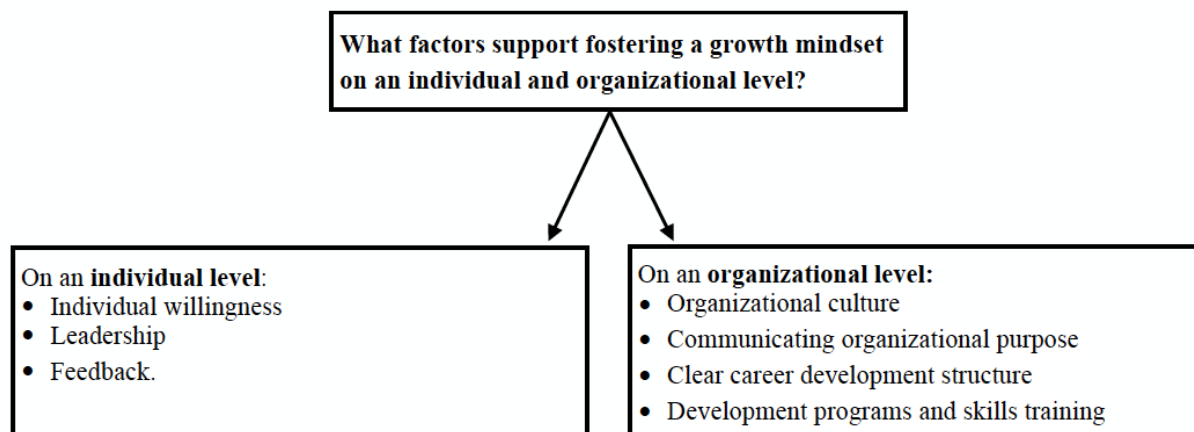 What factors support fostering a growth mindset
on an individual and organizational level?
On an individual level:
• Individual willingness
• Leadership
• Feedback.
On an organizational level:
• Organizational culture
• Communicating organizational purpose
• Clear career development structure
• Development programs and skills training